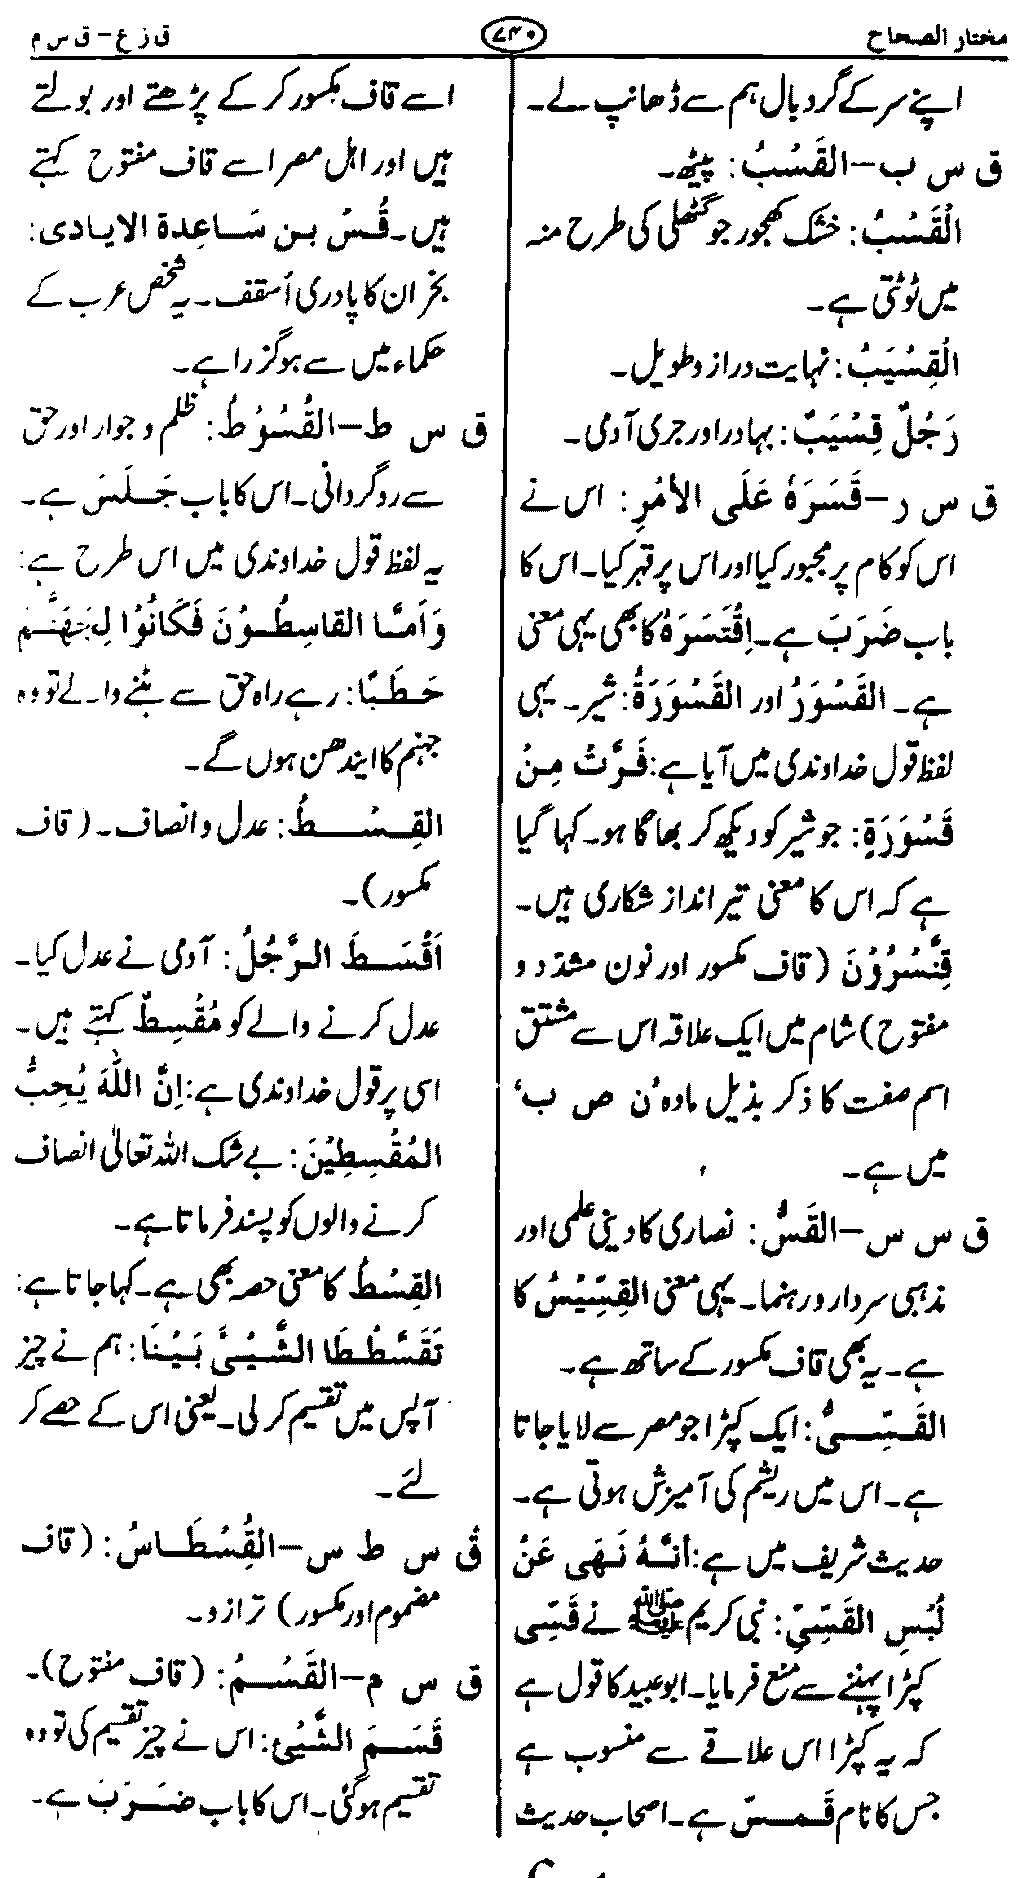 مختار الصحاح
۷۴۰
ق ز ع – ق س م
اپنے سر کے گرد بال ہم سے ڈھانپ لے۔
ق س ب – القَسْبُ: پیٹھ۔
الْقَسْبُ: خشک کھجور جو گٹھلی کی طرح منہ
میں ٹوٹتی ہے۔
الْقِسْيَبُّ: نہایت دراز و طویل۔
رَجُلٌ قِسْيَبٌّ: بہادر اور جری آدمی۔
ق س ر – قَسَرَهُ عَلَى الأمْرِ: اس نے
اس کو کام پر مجبور کیا اور اس پر قہر کیا۔ اس کا
باب ضَرَبَ ہے۔ اِقْتَسَرَهُ کا بھی یہی معنی
ہے۔ القَسْوَرُ اور القَسْوَرَةُ: شیر۔ یہی
لفظ قول خداوندی میں آیا ہے: فَرَّتْ مِنْ
قَسْوَرَةٍ: جو شیر کو دیکھ کر بھاگا ہو۔ کہا گیا
ہے کہ اس کا معنی تیر انداز شکاری ہیں۔
قِنَّسْرُوْنَ (قاف مکسور اور نون مشدّد و
مفتوح) شام میں ایک علاقہ اس سے مشتق
اسم صفت کا ذکر بذیل مادہ ’ن ص ب‘
میں ہے۔
ق س س – القَسُّ: نصاری کا دینی علمی اور
مذہبی سردار و رہنما۔ یہی معنی القِسِّيْسُ کا
ہے۔ یہ بھی قاف مکسور کے ساتھ ہے۔
القَسِّيُّ: ایک کپڑا جو مصر سے لایا جاتا
ہے۔ اس میں ریشم کی آمیزش ہوتی ہے۔
حدیث شریف میں ہے: أنَّهُ نَهَى عَنْ
لُبْسِ القَسِّيِّ: نبی کریم ﷺ نے قَسِّی
کپڑا پہننے سے منع فرمایا۔ ابوعبید کا قول ہے
کہ یہ کپڑا اس علاقے سے منسوب ہے
جس کا نام قَمسّ ہے۔ اصحاب حدیث
اسے قاف مکسور کر کے پڑھتے اور بولتے
ہیں اور اہل مصر اسے قاف مفتوح کہتے
ہیں۔ قُسّ بن سَاعِدة الایادی:
بخران کا پادری اُسقف۔ یہ شخص عرب کے
حکماء میں سے ہو گزرا ہے۔
ق س ط – القُسُوْطُ: ظلم و جوار اور حق
سے روگردانی۔ اس کا باب جَلَسَ ہے۔
یہ لفظ قول خداوندی میں اس طرح ہے:
وَاَمَّا القاسِطُوْنَ فَكَانُوْا لِجَهَنَّمَ
حَطَبًا: رہے راہ حق سے ہٹنے والے تو وہ
جہنم کا ایندھن ہوں گے۔
القِسْطُ: عدل و انصاف۔ (قاف
مکسور)۔
اَقْسَطَ الرَّجُلُ: آدمی نے عدل کیا۔
عدل کرنے والے کو مُقْسِطٌ کہتے ہیں۔
اسی پر قول خداوندی ہے: اِنَّ اللّٰهَ يُحِبُّ
المُقْسِطِيْنَ: بے شک اللہ تعالیٰ انصاف
کرنے والوں کو پسند فرماتا ہے۔
القِسْطُ کا معنی حصہ بھی ہے۔ کہا جاتا ہے:
تَقَسَّطْطَا الشَّيْئَ بَيْنَا: ہم نے چیز
آپس میں تقسیم کر لی۔ یعنی اس کے حصے کر
لئے۔
ق س ط س – القُسْطَاسُ: (قاف
مضموم اور مکسور) ترازو۔
ق س م – القَسْمُ: (قاف مفتوح)۔
قَسَمَ الشَّيْئَ: اس نے چیز تقسیم کی تو وہ
تقسیم ہو گئی۔ اس کا باب ضَرَبَ ہے۔